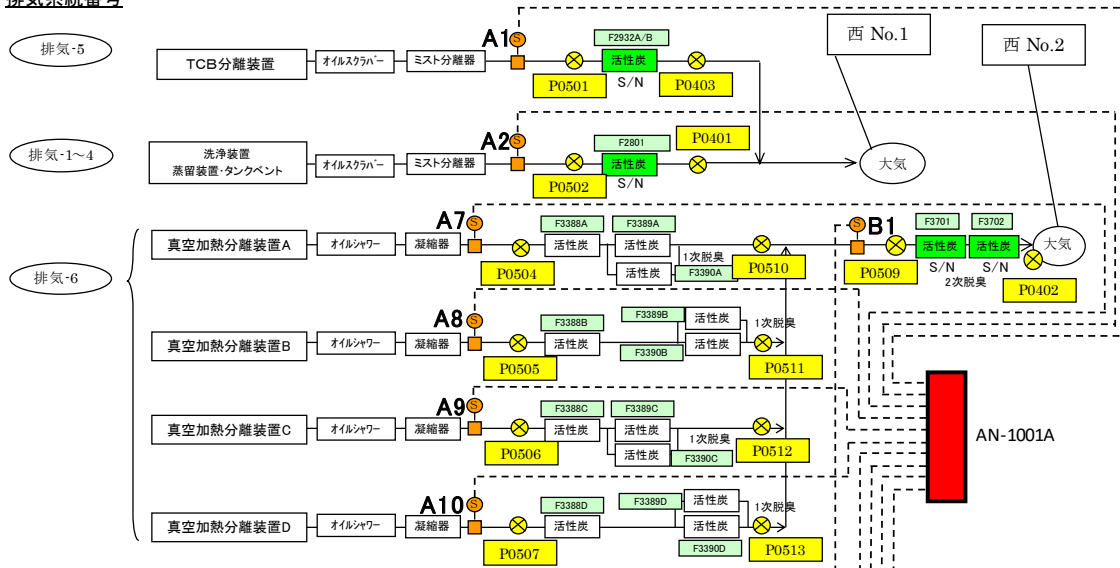 排気系統番号
排気-5
TCB分離装置
オイルスクラバー
ミスト分離器
A1
S
P0501
F2932A/B
活性炭
S/N
P0403
西 No.1
西 No.2
排気-1~4
洗浄装置
蒸留装置・タンクベント
オイルスクラバー
ミスト分離器
A2
S
P0502
F2801
活性炭
S/N
P0401
大気
排気-6
真空加熱分離装置A
オイルシャワー
凝縮器
A7
S
P0504
F3388A
活性炭
F3389A
活性炭
活性炭
1次脱臭
F3390A
P0510
S
B1
P0509
F3701
活性炭
S/N
F3702
活性炭
S/N
2次脱臭
大気
P0402
真空加熱分離装置B
オイルシャワー
凝縮器
A8
S
P0505
F3388B
活性炭
F3389B
活性炭
F3390B
活性炭
1次脱臭
P0511
真空加熱分離装置C
オイルシャワー
凝縮器
A9
S
P0506
F3388C
活性炭
F3389C
活性炭
活性炭
1次脱臭
F3390C
P0512
AN-1001A
真空加熱分離装置D
オイルシャワー
凝縮器
A10
S
P0507
F3388D
活性炭
F3389D
活性炭
活性炭
F3390D
1次脱臭
P0513